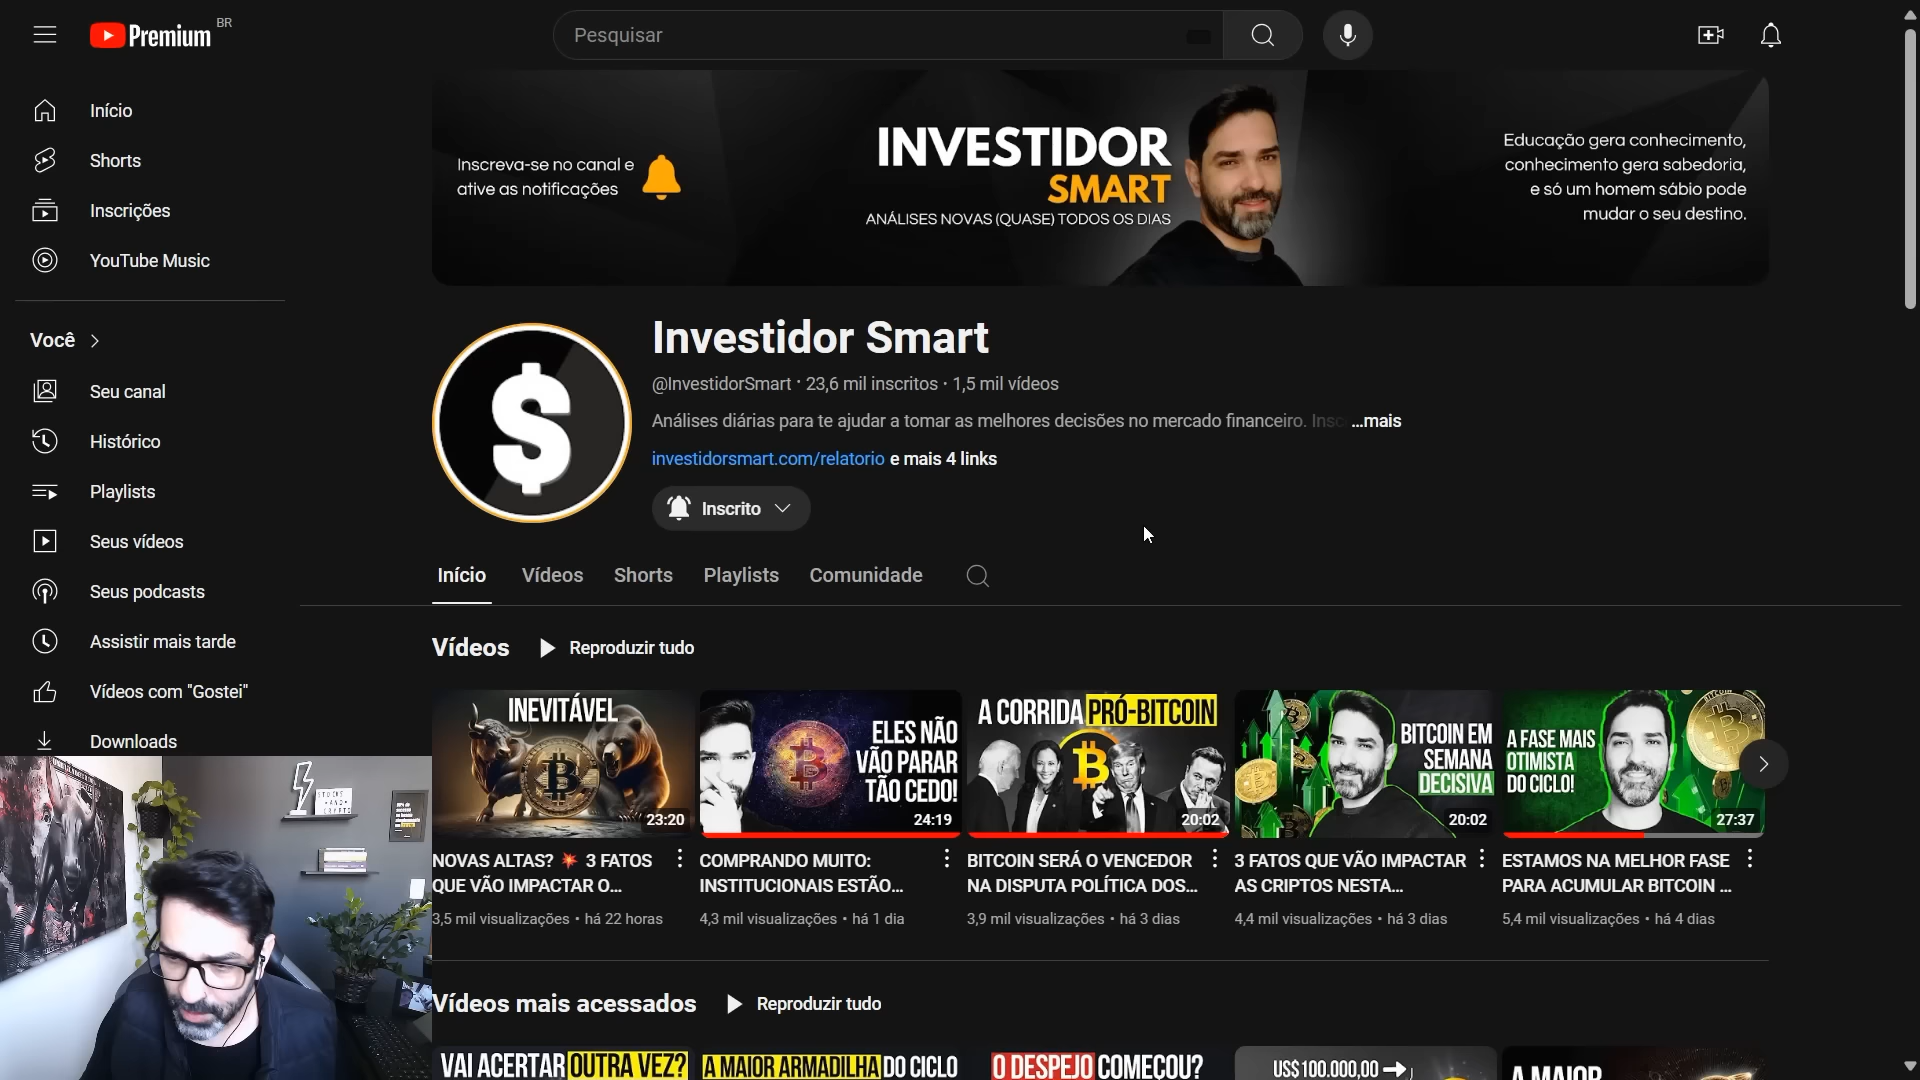 Premium
BR
Pesquisar
Início
Shorts
Inscrições
YouTube Music
Você
Seu canal
Histórico
Playlists
Seus vídeos
Seus podcasts
Assistir mais tarde
Vídeos com "Gostei"
Downloads
Inscreva-se no canal e
ative as notificações
INVESTIDOR
SMART
ANÁLISES NOVAS (QUASE) TODOS OS DIAS
Educação gera conhecimento,
conhecimento gera sabedoria,
e só um homem sábio pode
mudar o seu destino.
Investidor Smart
@InvestidorSmart · 23,6 mil inscritos · 1,5 mil vídeos
Análises diárias para te ajudar a tomar as melhores decisões no mercado financeiro. Insc ...mais
investidorsmart.com/relatorio e mais 4 links
Inscrito
Início Vídeos Shorts Playlists Comunidade
Vídeos Reproduzir tudo
INEVITÁVEL
23:20
NOVAS ALTAS? 💥 3 FATOS
QUE VÃO IMPACTAR O...
3,5 mil visualizações · há 22 horas
ELES NÃO
VÃO PARAR
TÃO CEDO!
24:19
COMPRANDO MUITO:
INSTITUCIONAIS ESTÃO...
4,3 mil visualizações · há 1 dia
A CORRIDA PRÓ-BITCOIN
20:02
BITCOIN SERÁ O VENCEDOR
NA DISPUTA POLÍTICA DOS...
3,9 mil visualizações · há 3 dias
BITCOIN EM
SEMANA
DECISIVA
20:02
3 FATOS QUE VÃO IMPACTAR
AS CRIPTOS NESTA...
4,4 mil visualizações · há 3 dias
A FASE MAIS
OTIMISTA
DO CICLO!
27:37
ESTAMOS NA MELHOR FASE
PARA ACUMULAR BITCOIN ...
5,4 mil visualizações · há 4 dias
Vídeos mais acessados Reproduzir tudo
VAI ACERTAR OUTRA VEZ?
A MAIOR ARMADILHA DO CICLO
O DESPEJO COMEÇOU?
US$100.000,00
A MAIOR
STOCKS
AND
CRYPTO